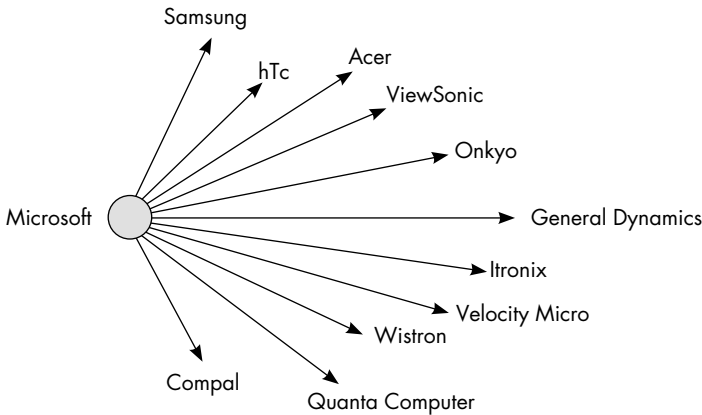 Samsung
hTc
Acer
ViewSonic
Onkyo
Microsoft
General Dynamics
Itronix
Velocity Micro
Wistron
Compal
Quanta Computer